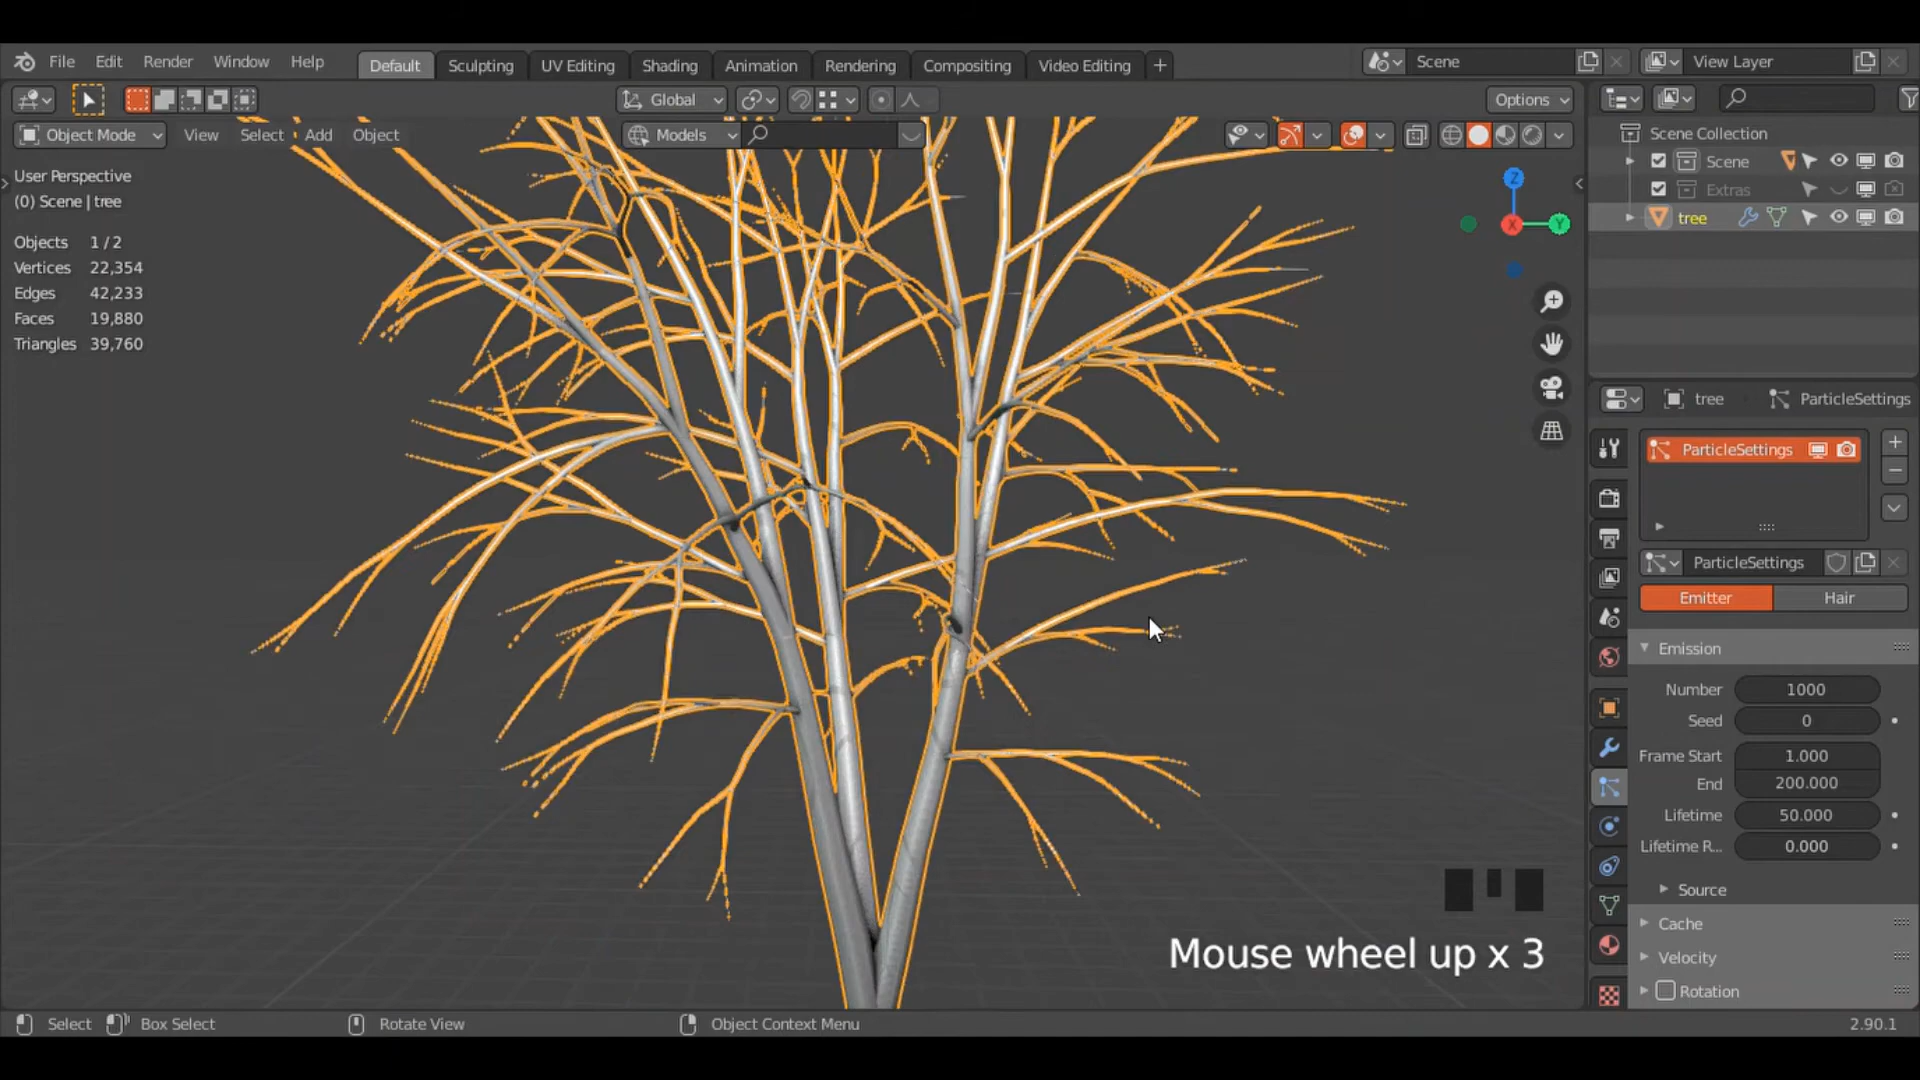 File Edit Render Window Help Default Sculpting UV Editing Shading Animation Rendering Compositing Video Editing + Scene View Layer
Global Options
Object Mode View Select Add Object Models
User Perspective
(0) Scene | tree
Objects 1 / 2
Vertices 22,354
Edges 42,233
Faces 19,880
Triangles 39,760
Z
X
Y
Scene Collection
Scene
Extras
tree
tree ParticleSettings
ParticleSettings
ParticleSettings
Emitter Hair
Emission
Number 1000
Seed 0
Frame Start 1.000
End 200.000
Lifetime 50.000
Lifetime R... 0.000
Source
Cache
Velocity
Rotation
Mouse wheel up x 3
Select Box Select Rotate View Object Context Menu 2.90.1